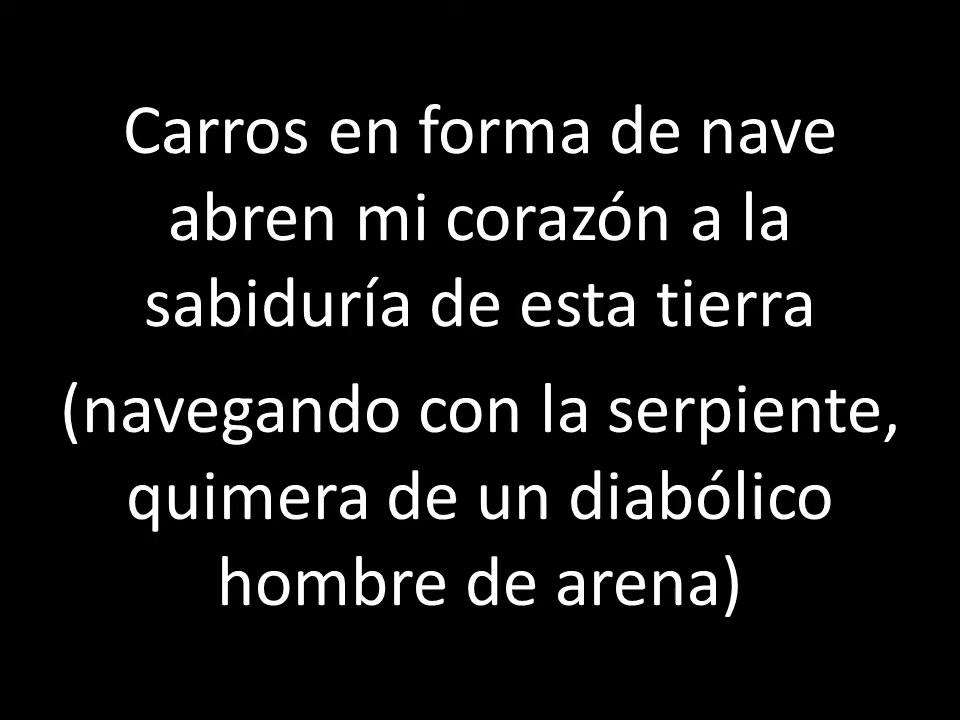 Carros en forma de nave
abren mi corazón a la
sabiduría de esta tierra
(navegando con la serpiente,
quimera de un diabólico
hombre de arena)